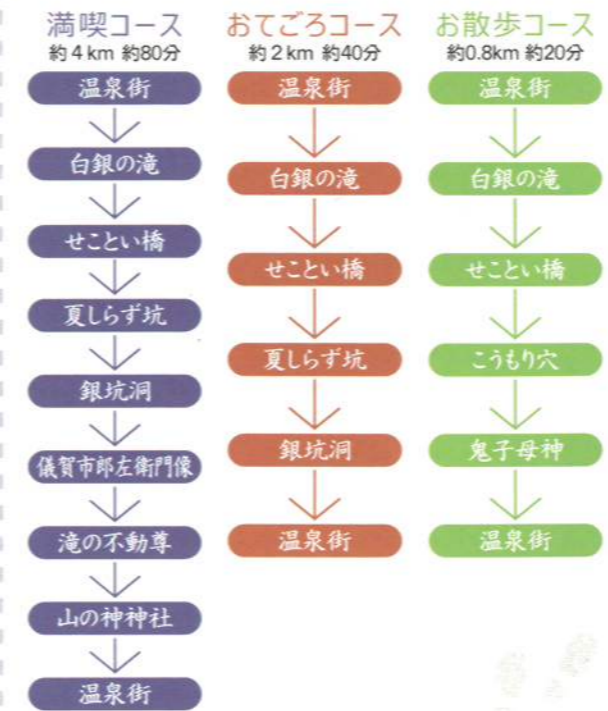 満喫コース
約4km 約80分
温泉街
白銀の滝
せことい橋
夏しらず坑
銀坑洞
儀賀市郎左衛門像
滝の不動尊
山の神神社
温泉街
おてごろコース
約2km 約40分
温泉街
白銀の滝
せことい橋
夏しらず坑
銀坑洞
温泉街
お散歩コース
約0.8km 約20分
温泉街
白銀の滝
せことい橋
こうもり穴
鬼子母神
温泉街